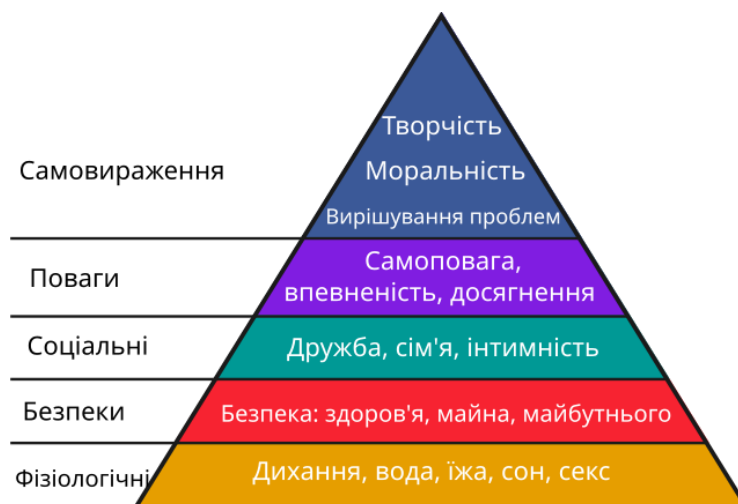 Творчість
Самовираження
Моральність
Вирішування проблем
Поваги
Самоповага,
впевненість, досягнення
Соціальні
Дружба, сім'я, інтимність
Безпеки
Безпека: здоров'я, майна, майбутнього
Фізіологічні
Дихання, вода, їжа, сон, секс